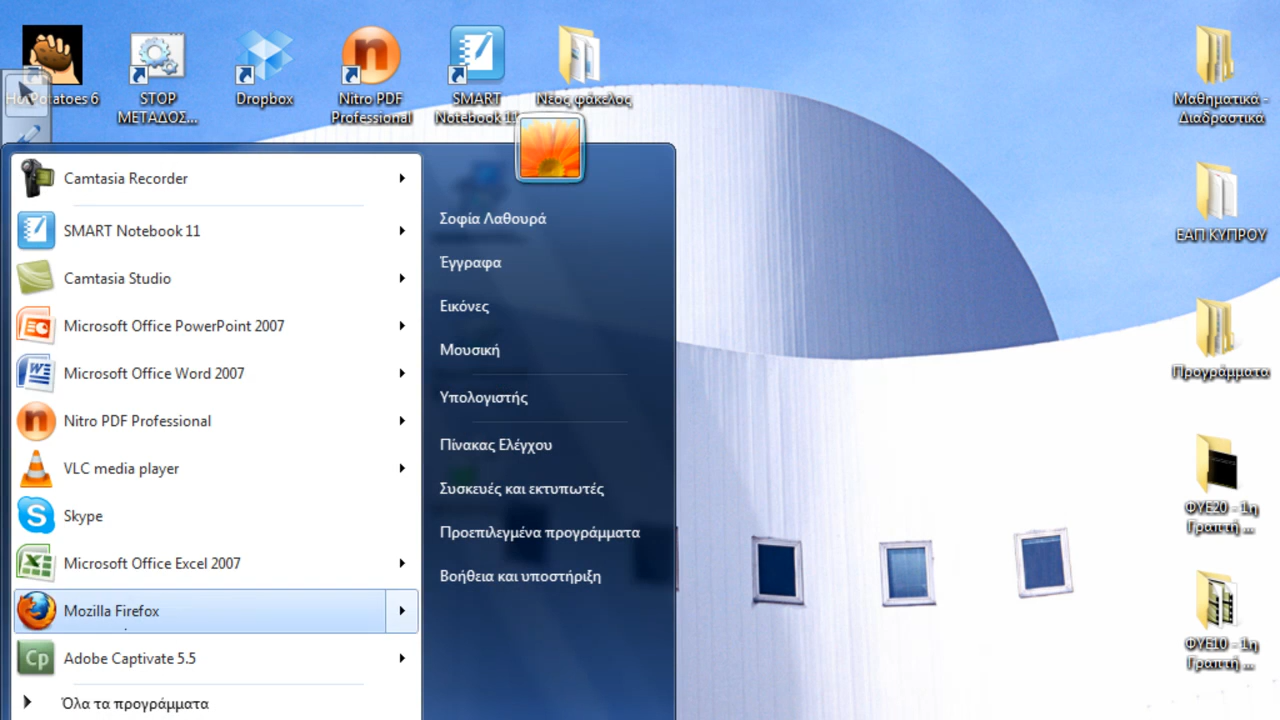 HotPotatoes 6
STOP
ΜΕΤΑΔΟΣ...
Dropbox
Nitro PDF
Professional
SMART
Notebook 11
Νέος φάκελος
Μαθηματικά -
Διαδραστικά
ΕΑΠ ΚΥΠΡΟΥ
Προγράμματα
ΦΥΕ20 - 1η
Γραπτή ...
ΦΥΕ10 - 1η
Γραπτή ...
Camtasia Recorder
SMART Notebook 11
Camtasia Studio
Microsoft Office PowerPoint 2007
Microsoft Office Word 2007
Nitro PDF Professional
VLC media player
Skype
Microsoft Office Excel 2007
Mozilla Firefox
Adobe Captivate 5.5
Όλα τα προγράμματα
Σοφία Λαθουρά
Έγγραφα
Εικόνες
Μουσική
Υπολογιστής
Πίνακας Ελέγχου
Συσκευές και εκτυπωτές
Προεπιλεγμένα προγράμματα
Βοήθεια και υποστήριξη